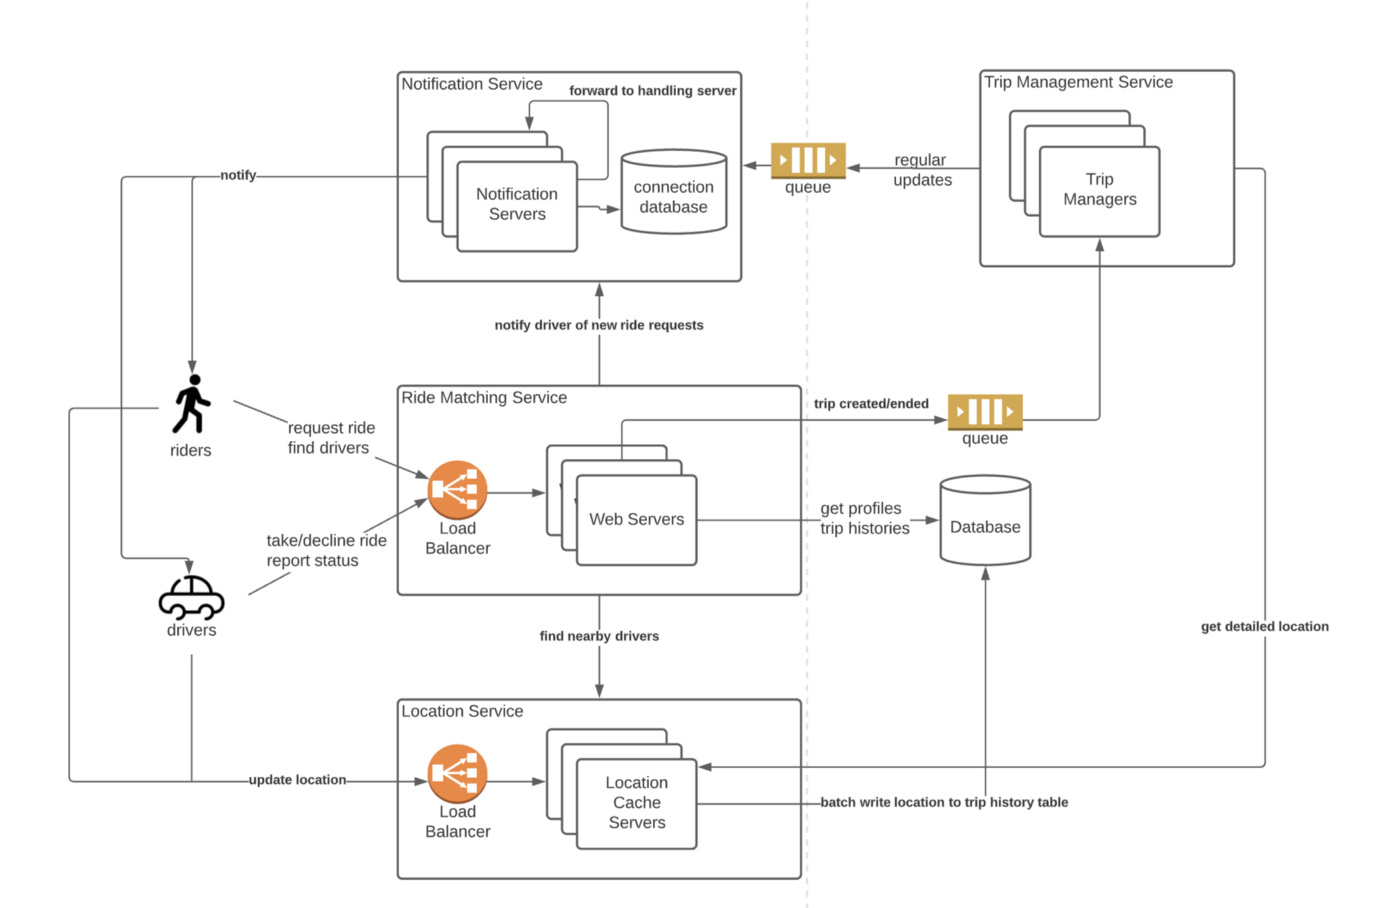 Notification Service
forward to handling server
Notification
Servers
connection
database
queue
regular
updates
Trip Management Service
Trip
Managers
notify
notify driver of new ride requests
riders
request ride
find drivers
take/decline ride
report status
drivers
Ride Matching Service
Load
Balancer
Web Servers
trip created/ended
queue
get profiles
trip histories
Database
find nearby drivers
get detailed location
Location Service
update location
Load
Balancer
Location
Cache
Servers
batch write location to trip history table